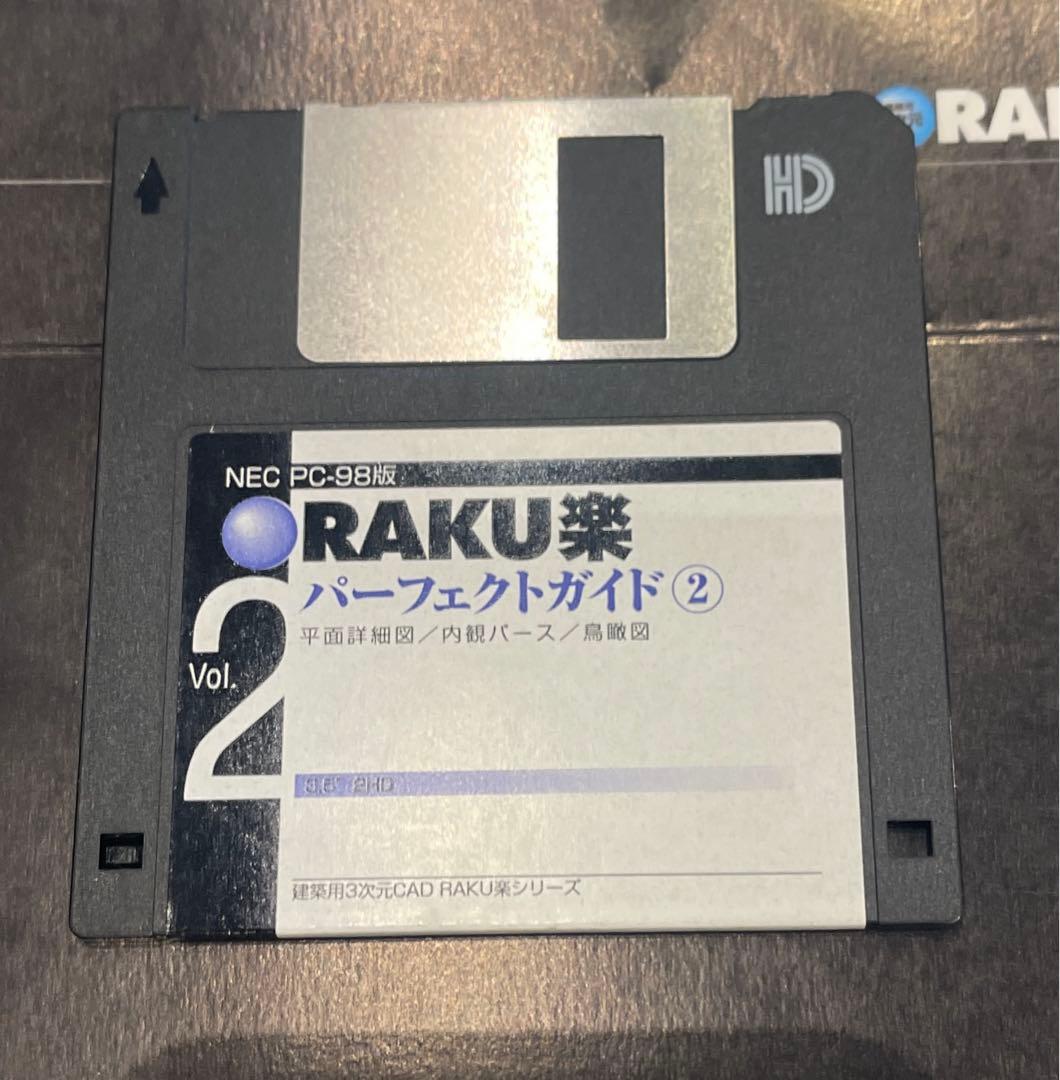 RA
HD
NEC PC-98版
RAKU楽
パーフェクトガイド②
平面詳細図／内観パース／鳥瞰図
Vol.
2
3.5" 2HD
建築用3次元CAD RAKU楽シリーズ